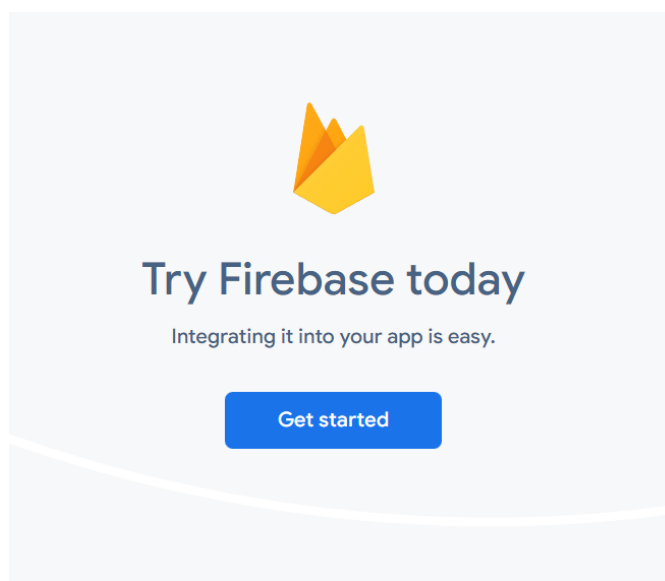 Try Firebase today
Integrating it into your app is easy.
Get started